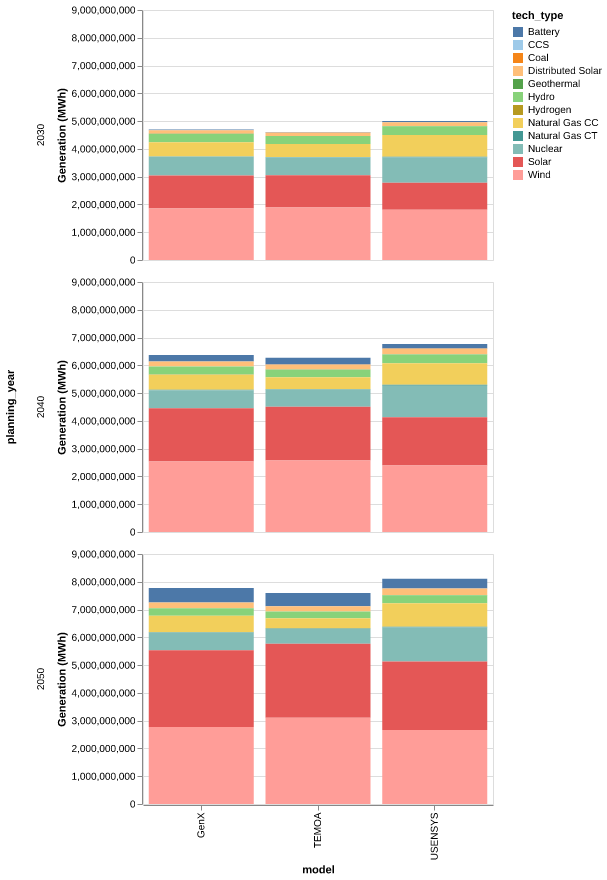 tech_type
Battery
CCS
Coal
Distributed Solar
Geothermal
Hydro
Hydrogen
Natural Gas CC
Natural Gas CT
Nuclear
Solar
Wind
planning_year
2030
Generation (MWh)
9,000,000,000
8,000,000,000
7,000,000,000
6,000,000,000
5,000,000,000
4,000,000,000
3,000,000,000
2,000,000,000
1,000,000,000
0
2040
Generation (MWh)
9,000,000,000
8,000,000,000
7,000,000,000
6,000,000,000
5,000,000,000
4,000,000,000
3,000,000,000
2,000,000,000
1,000,000,000
0
2050
Generation (MWh)
9,000,000,000
8,000,000,000
7,000,000,000
6,000,000,000
5,000,000,000
4,000,000,000
3,000,000,000
2,000,000,000
1,000,000,000
0
GenX
TEMOA
USENSYS
model